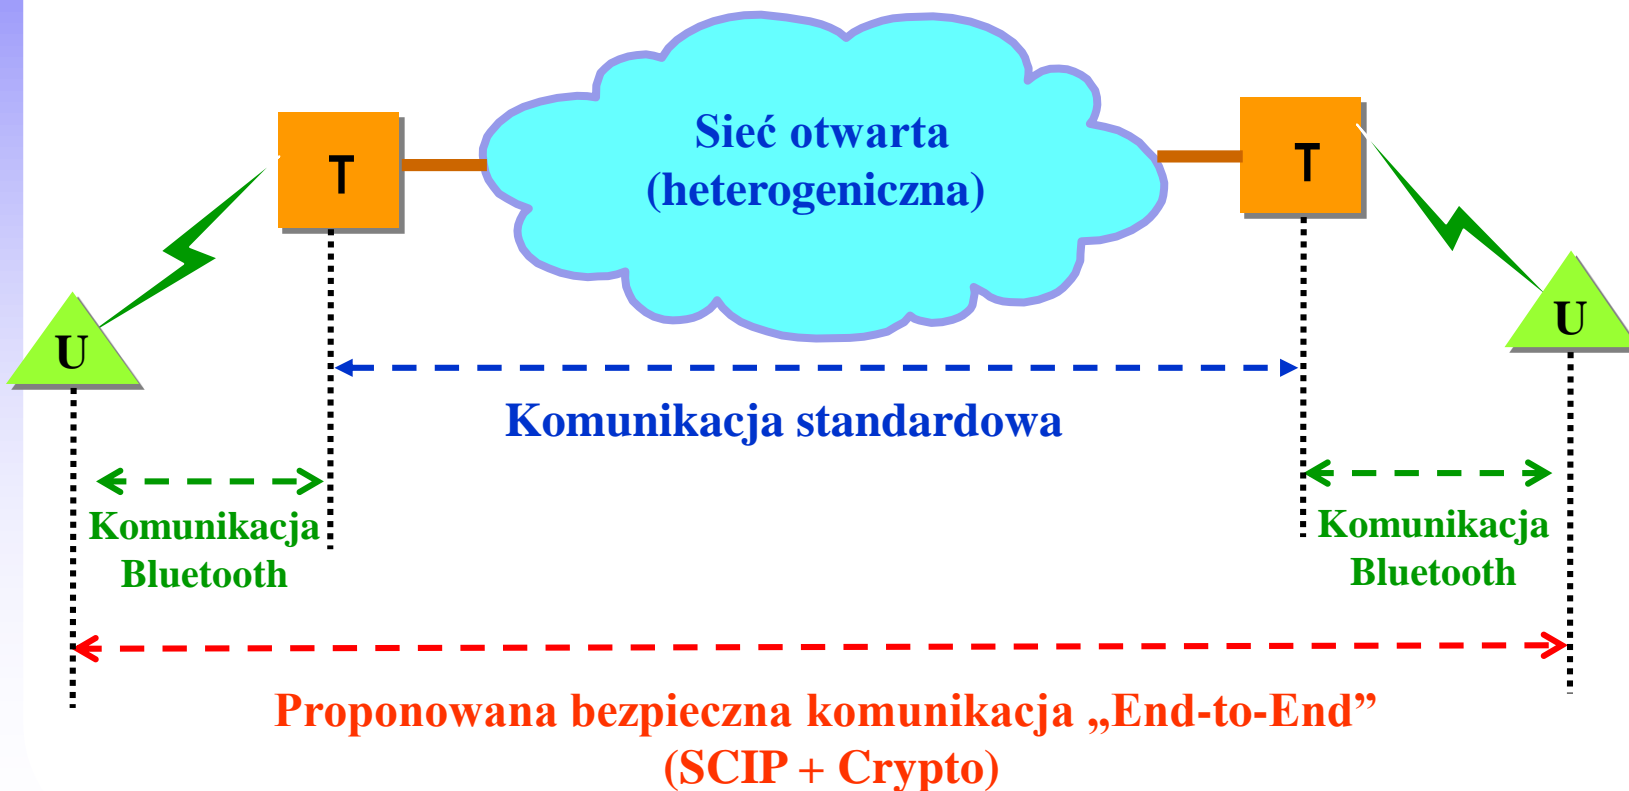 Sieć otwarta
(heterogeniczna)
T
T
U
U
Komunikacja standardowa
Komunikacja
Bluetooth
Komunikacja
Bluetooth
Proponowana bezpieczna komunikacja „End-to-End”
(SCIP + Crypto)